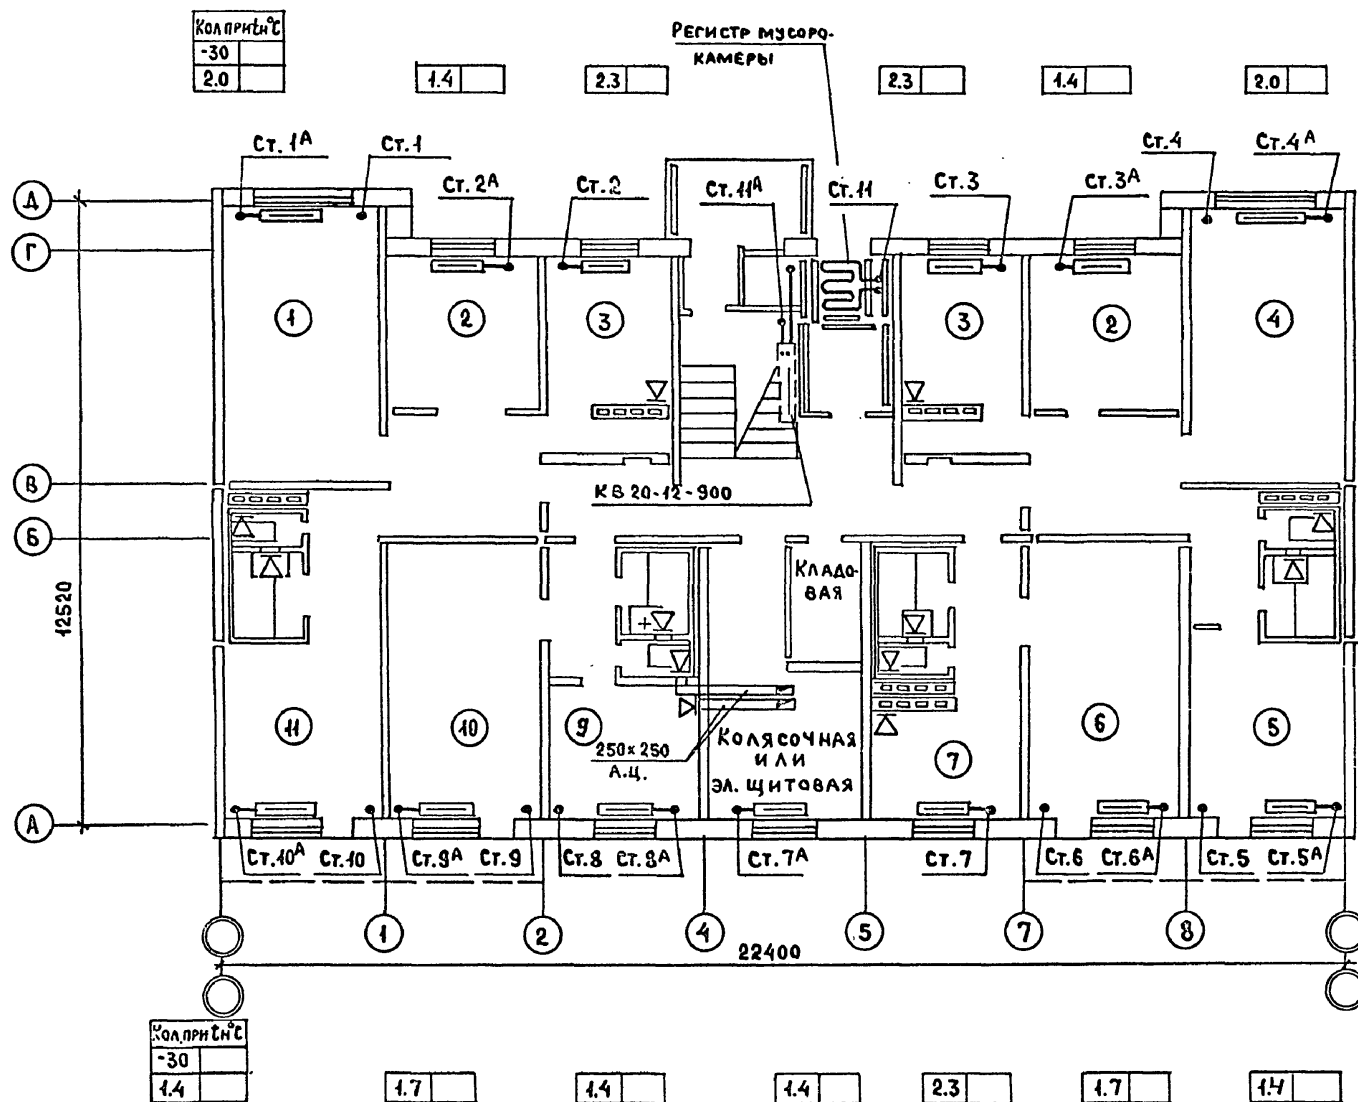 Кол при tн°С
-30
2.0
1.4
2.3
Регистр мусоро-
камеры
2.3
1.4
2.0
Ст.1А
Ст.1
Ст.2А
Ст.2
Ст.11А
Ст.11
Ст.3
Ст.3А
Ст.4
Ст.4А
Д
Г
В
Б
А
12520
1
2
3
3
2
4
КВ 20-12-900
Кладо-
вая
11
10
9
250×250
А.Ц.
Колясочная
или
эл. щитовая
7
6
5
Ст.10А
Ст.10
Ст.9А
Ст.9
Ст.8
Ст.8А
Ст.7А
Ст.7
Ст.6
Ст.6А
Ст.5
Ст.5А
1
2
4
5
7
8
22400
Кол.при tн°С
-30
1.4
1.7
1.4
1.4
2.3
1.7
1.4